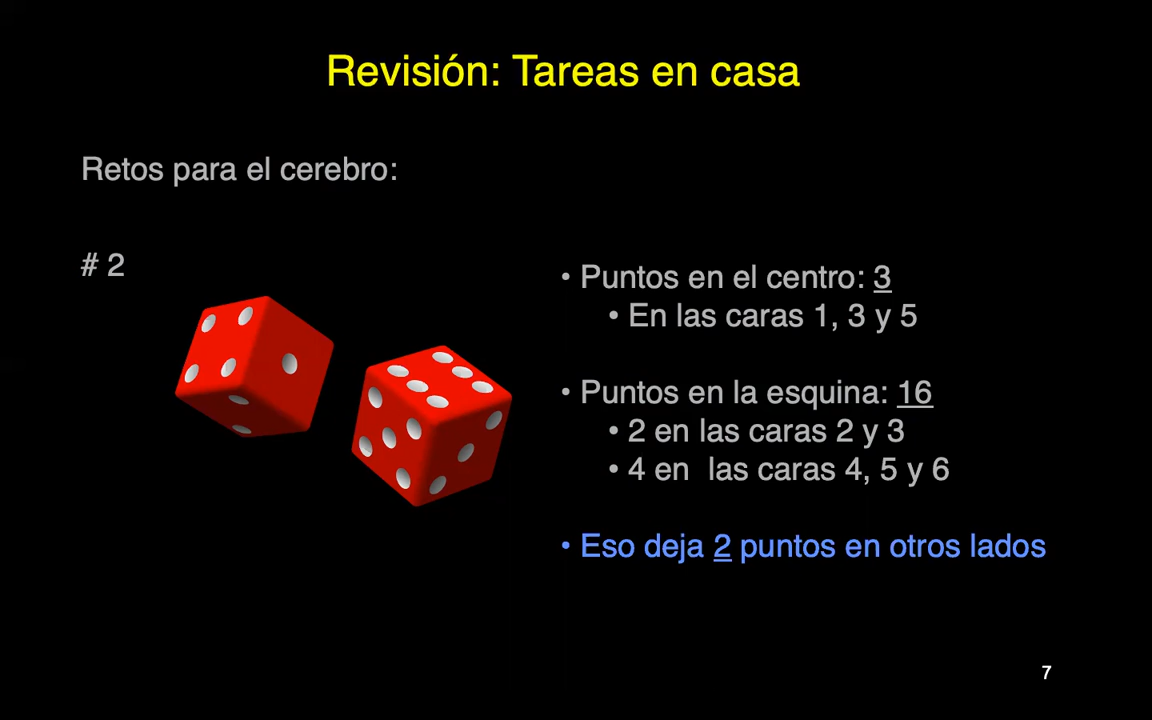 Revisión: Tareas en casa
Retos para el cerebro:
# 2
• Puntos en el centro: 3
• En las caras 1, 3 y 5
• Puntos en la esquina: 16
• 2 en las caras 2 y 3
• 4 en las caras 4, 5 y 6
• Eso deja 2 puntos en otros lados
7